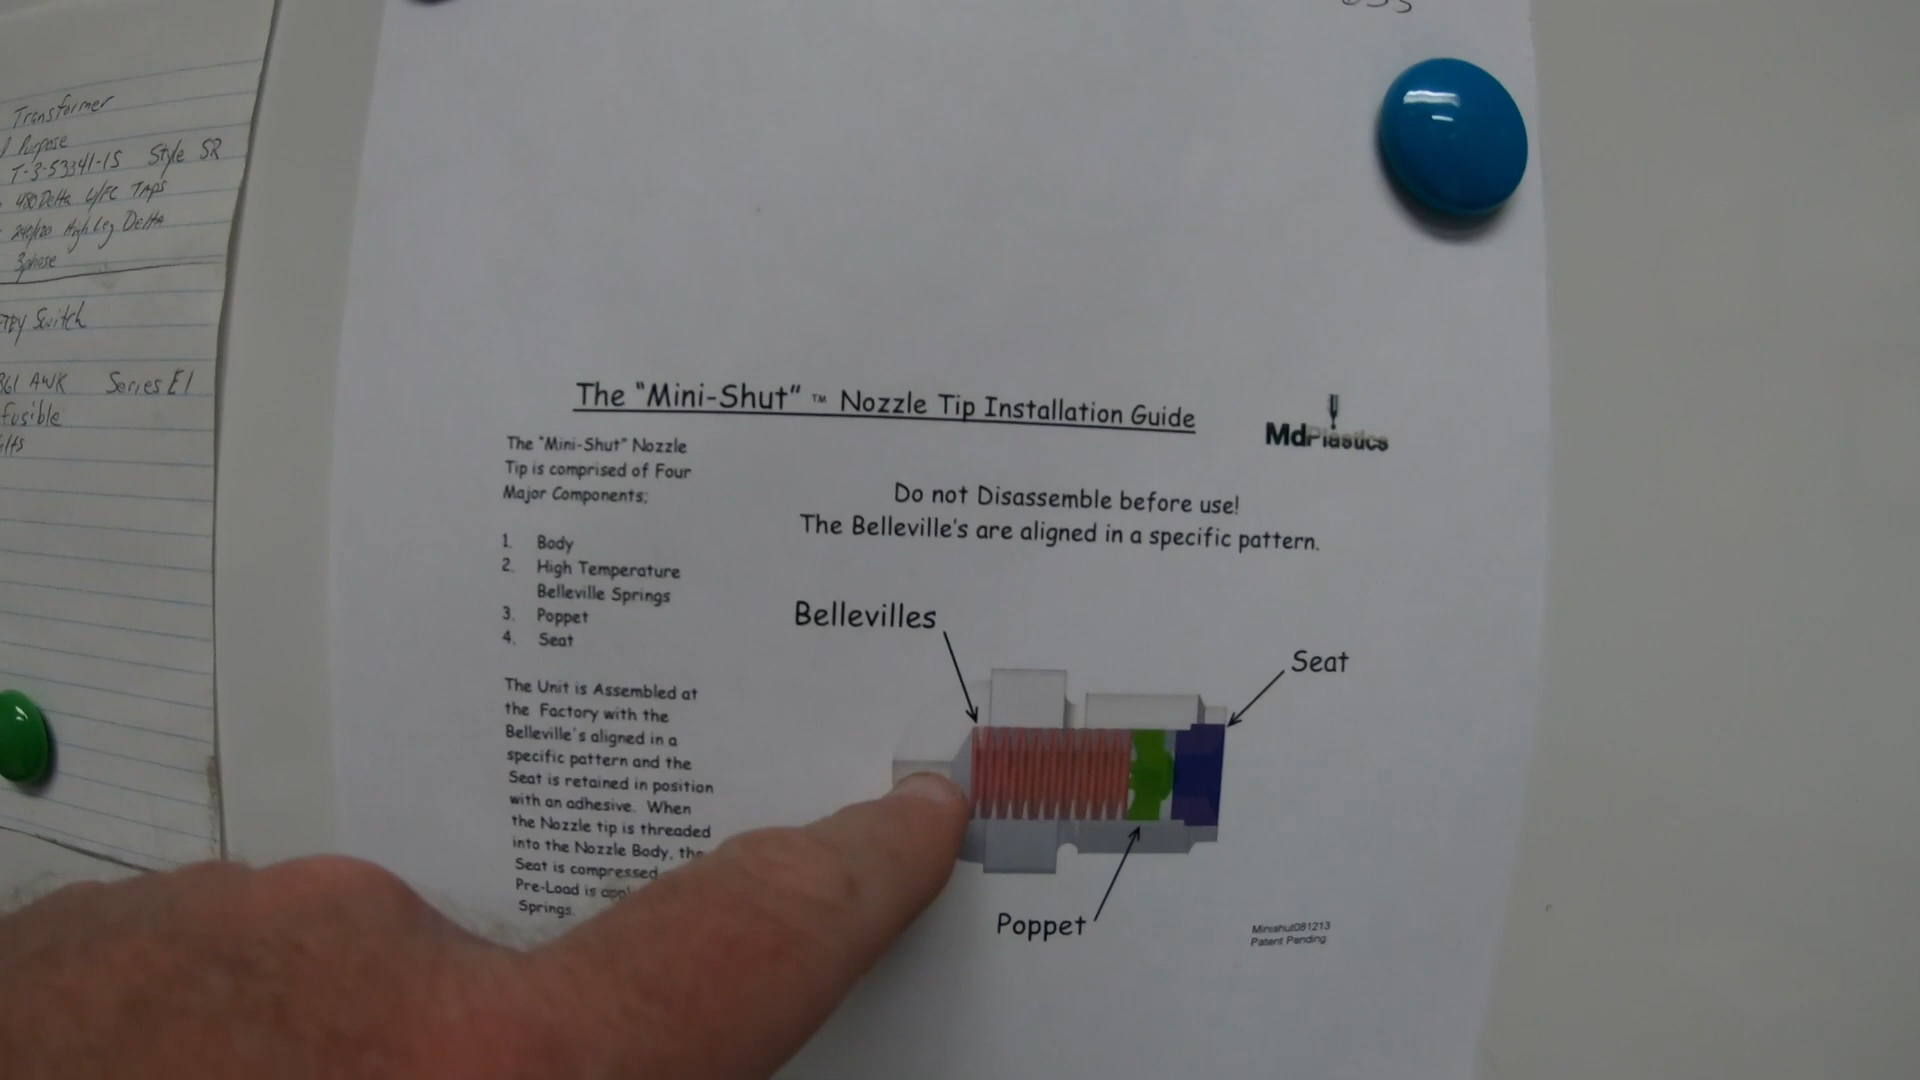 Transformer
Purpose
T-3-53341-1S Style SR
480 Delta
240/120 High Leg Delta
3phase
Switch
361 AWK Series E1
fusible
The "Mini-Shut" ™ Nozzle Tip Installation Guide
MdPlastics
The "Mini-Shut" Nozzle
Tip is comprised of Four
Major Components;
1. Body
2. High Temperature
Belleville Springs
3. Poppet
4. Seat
The Unit is Assembled at
the Factory with the
Belleville's aligned in a
specific pattern and the
Seat is retained in position
with an adhesive. When
the Nozzle tip is threaded
into the Nozzle Body, the
Seat is compressed
Pre-Load is
Springs.
Do not Disassemble before use!
The Belleville's are aligned in a specific pattern.
Bellevilles
Seat
Poppet
Minishut081213
Patent Pending